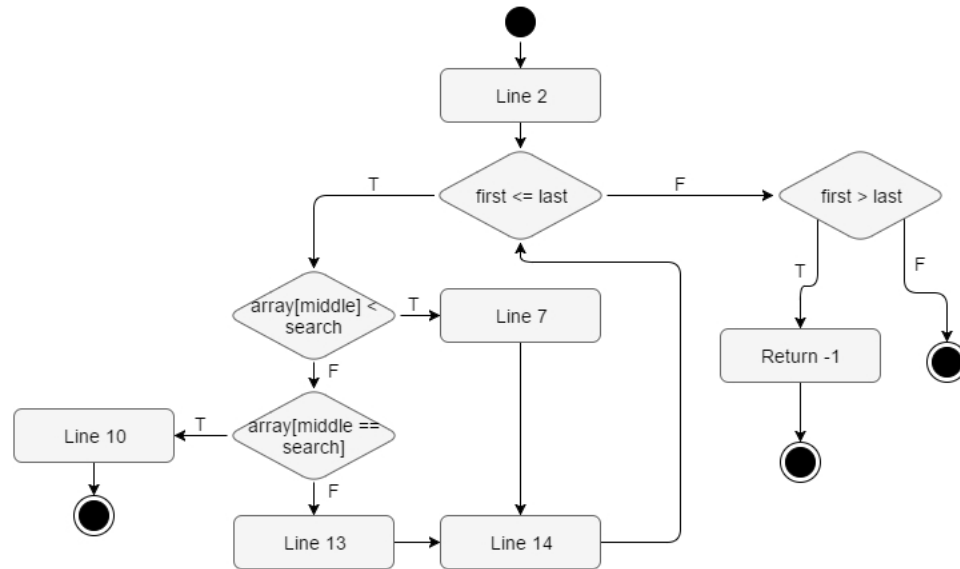 Line 2
first <= last
T
F
first > last
T
F
array[middle] <
search
T
Line 7
Return -1
F
array[middle ==
search]
T
Line 10
F
Line 13
Line 14